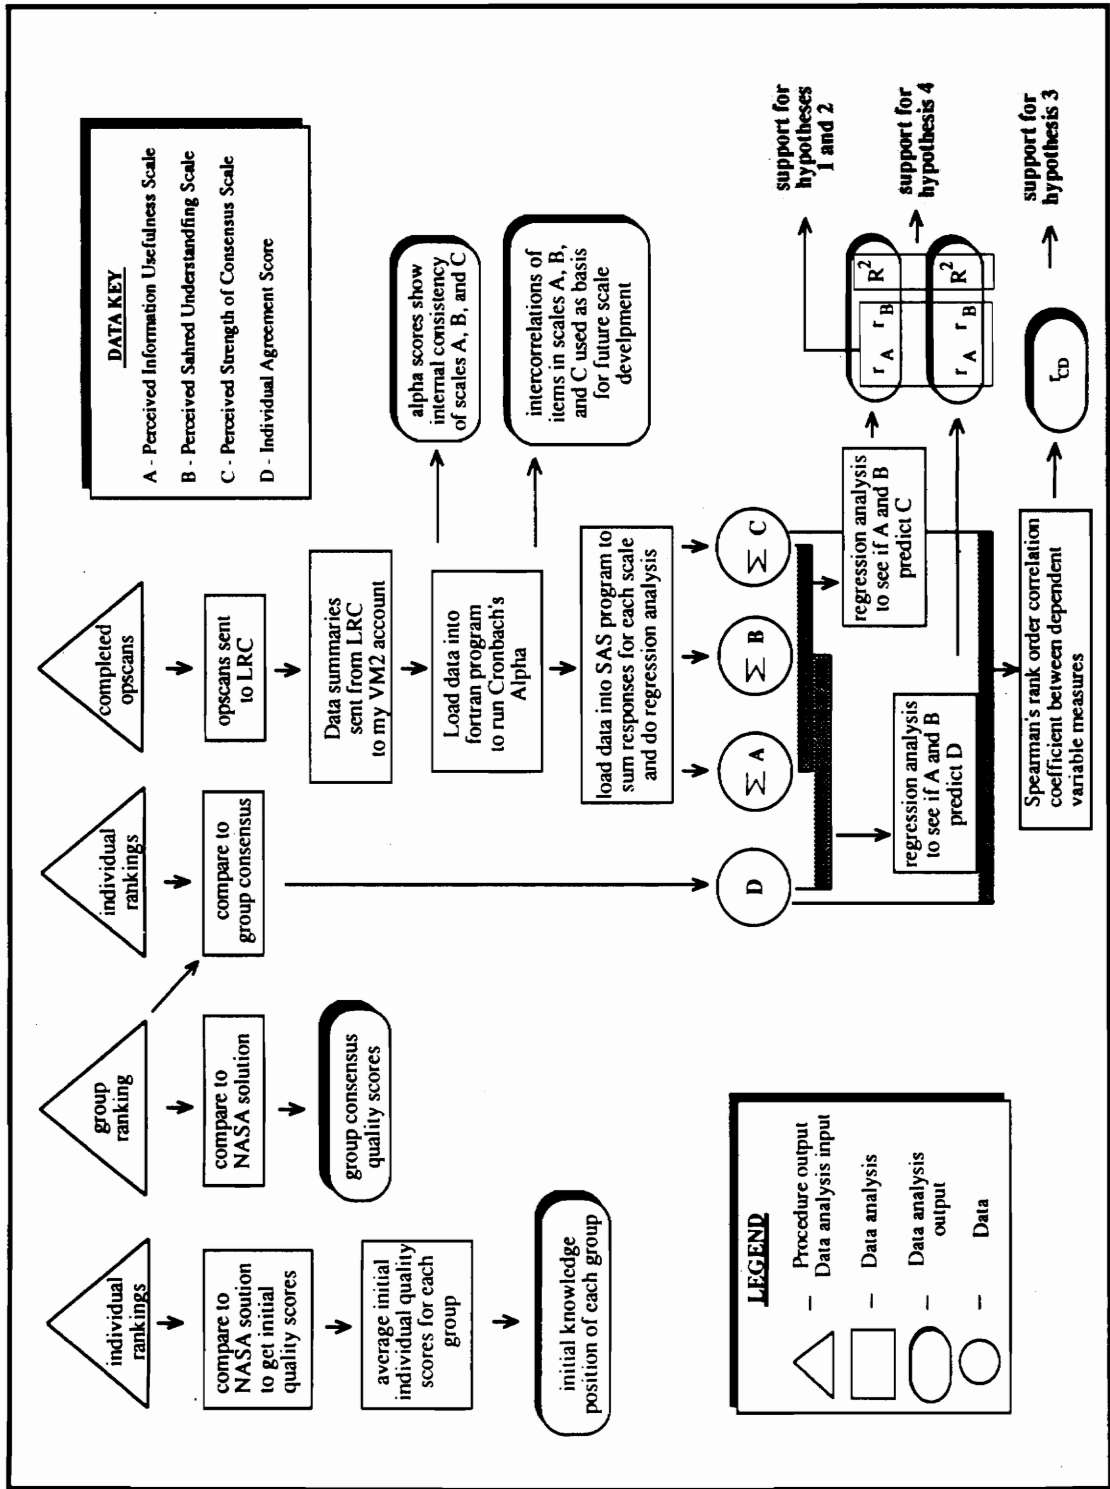 individual
rankings
compare to
NASA soution
to get initial
quality scores
average initial
individual quality
scores for each
group
initial knowledge
position of each group
group
ranking
compare to
NASA solution
group consensus
quality scores
individual
rankings
compare to
group consensus
completed
opscans
opscans sent
to LRC
Data summaries
sent from LRC
to my VM2 account
Load data into
fortran program
to run Cronbach's
Alpha
alpha scores show
internal consistency
of scales A, B, and C
intercorrelations of
items in scales A, B,
and C used as basis
for future scale
develpment
load data into SAS program to
sum responses for each scale
and do regression analysis
D
Σ A
Σ B
Σ C
regression analysis
to see if A and B
predict D
regression analysis
to see if A and B
predict C
Spearman's rank order correlation
coefficient between dependent
variable measures
r A r B R²
r A r B R²
rCD
support for
hypotheses
1 and 2
support for
hypothesis 4
support for
hypothesis 3
DATA KEY
A - Perceived Information Usefulness Scale
B - Perceived Sahred Understandfing Scale
C - Perceived Strength of Consensus Scale
D - Individual Agreement Score
LEGEND
– Procedure output
Data analysis input
– Data analysis
– Data analysis
output
– Data